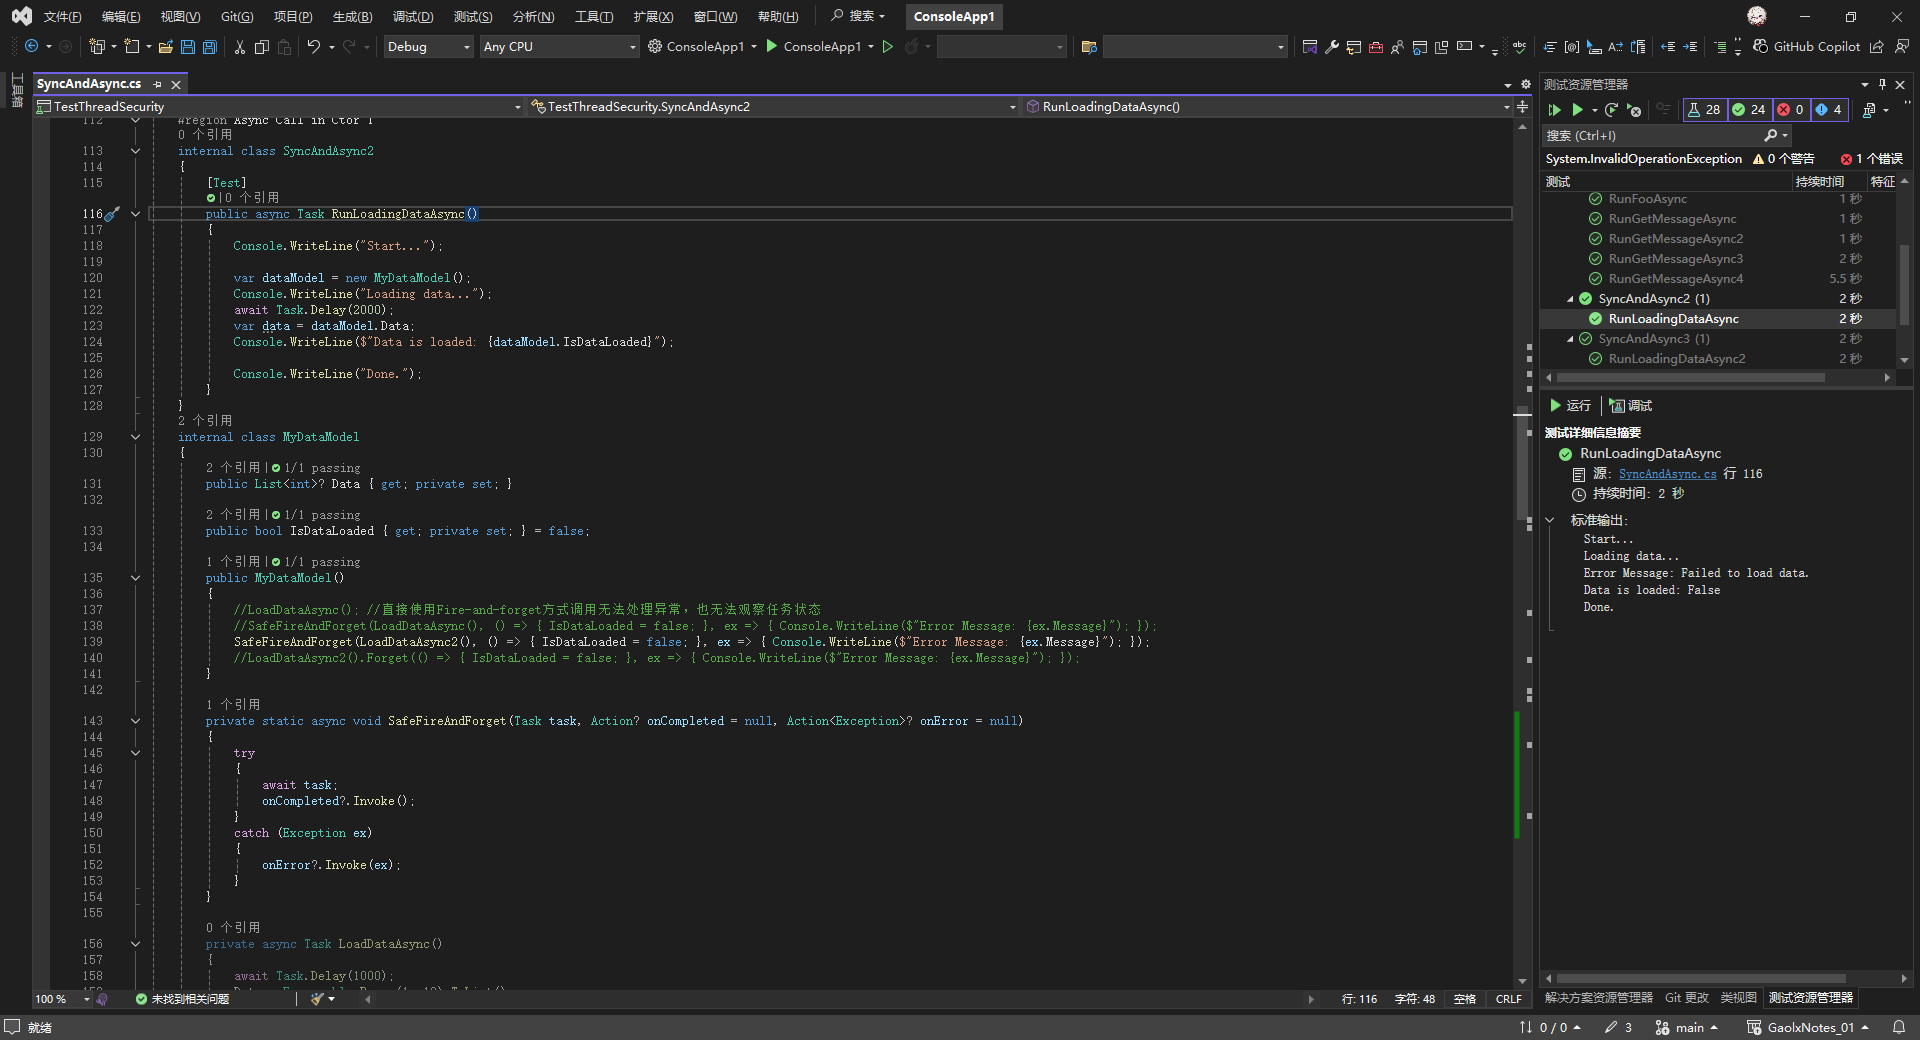 文件(F) 编辑(E) 视图(V) Git(G) 项目(P) 生成(B) 调试(D) 测试(S) 分析(N) 工具(T) 扩展(X) 窗口(W) 帮助(H) 搜索 ConsoleApp1
Debug Any CPU ConsoleApp1 ConsoleApp1 GitHub Copilot
工具箱
SyncAndAsync.cs
TestThreadSecurity TestThreadSecurity.SyncAndAsync2 RunLoadingDataAsync()
112 #region Async Call in Ctor 1
0 个引用
113 internal class SyncAndAsync2
114 {
115 [Test]
|0 个引用
116 public async Task RunLoadingDataAsync()
117 {
118 Console.WriteLine("Start...");
119
120 var dataModel = new MyDataModel();
121 Console.WriteLine("Loading data...");
122 await Task.Delay(2000);
123 var data = dataModel.Data;
124 Console.WriteLine($"Data is loaded: {dataModel.IsDataLoaded}");
125
126 Console.WriteLine("Done.");
127 }
128 }
2 个引用
129 internal class MyDataModel
130 {
2 个引用| 1/1 passing
131 public List<int>? Data { get; private set; }
132
2 个引用| 1/1 passing
133 public bool IsDataLoaded { get; private set; } = false;
134
1 个引用| 1/1 passing
135 public MyDataModel()
136 {
137 //LoadDataAsync(); //直接使用Fire-and-forget方式调用无法处理异常，也无法观察任务状态
138 //SafeFireAndForget(LoadDataAsync(), () => { IsDataLoaded = false; }, ex => { Console.WriteLine($"Error Message: {ex.Message}"); });
139 SafeFireAndForget(LoadDataAsync2(), () => { IsDataLoaded = false; }, ex => { Console.WriteLine($"Error Message: {ex.Message}"); });
140 //LoadDataAsync2().Forget(() => { IsDataLoaded = false; }, ex => { Console.WriteLine($"Error Message: {ex.Message}"); });
141 }
142
1 个引用
143 private static async void SafeFireAndForget(Task task, Action? onCompleted = null, Action<Exception>? onError = null)
144 {
145 try
146 {
147 await task;
148 onCompleted?.Invoke();
149 }
150 catch (Exception ex)
151 {
152 onError?.Invoke(ex);
153 }
154 }
155
0 个引用
156 private async Task LoadDataAsync()
157 {
158 await Task.Delay(1000);
100 % 未找到相关问题 行: 116 字符: 48 空格 CRLF
测试资源管理器
28 24 0 4
搜索 (Ctrl+I)
System.InvalidOperationException 0 个警告 1 个错误
测试 持续时间 特征
RunFooAsync 1 秒
RunGetMessageAsync 1 秒
RunGetMessageAsync2 1 秒
RunGetMessageAsync3 2 秒
RunGetMessageAsync4 5.5 秒
SyncAndAsync2 (1) 2 秒
RunLoadingDataAsync 2 秒
SyncAndAsync3 (1) 2 秒
RunLoadingDataAsync2 2 秒
运行 调试
测试详细信息摘要
RunLoadingDataAsync
源: SyncAndAsync.cs 行 116
持续时间: 2 秒
标准输出:
Start...
Loading data...
Error Message: Failed to load data.
Data is loaded: False
Done.
解决方案资源管理器 Git 更改 类视图 测试资源管理器
就绪 0 / 0 3 main GaolxNotes_01